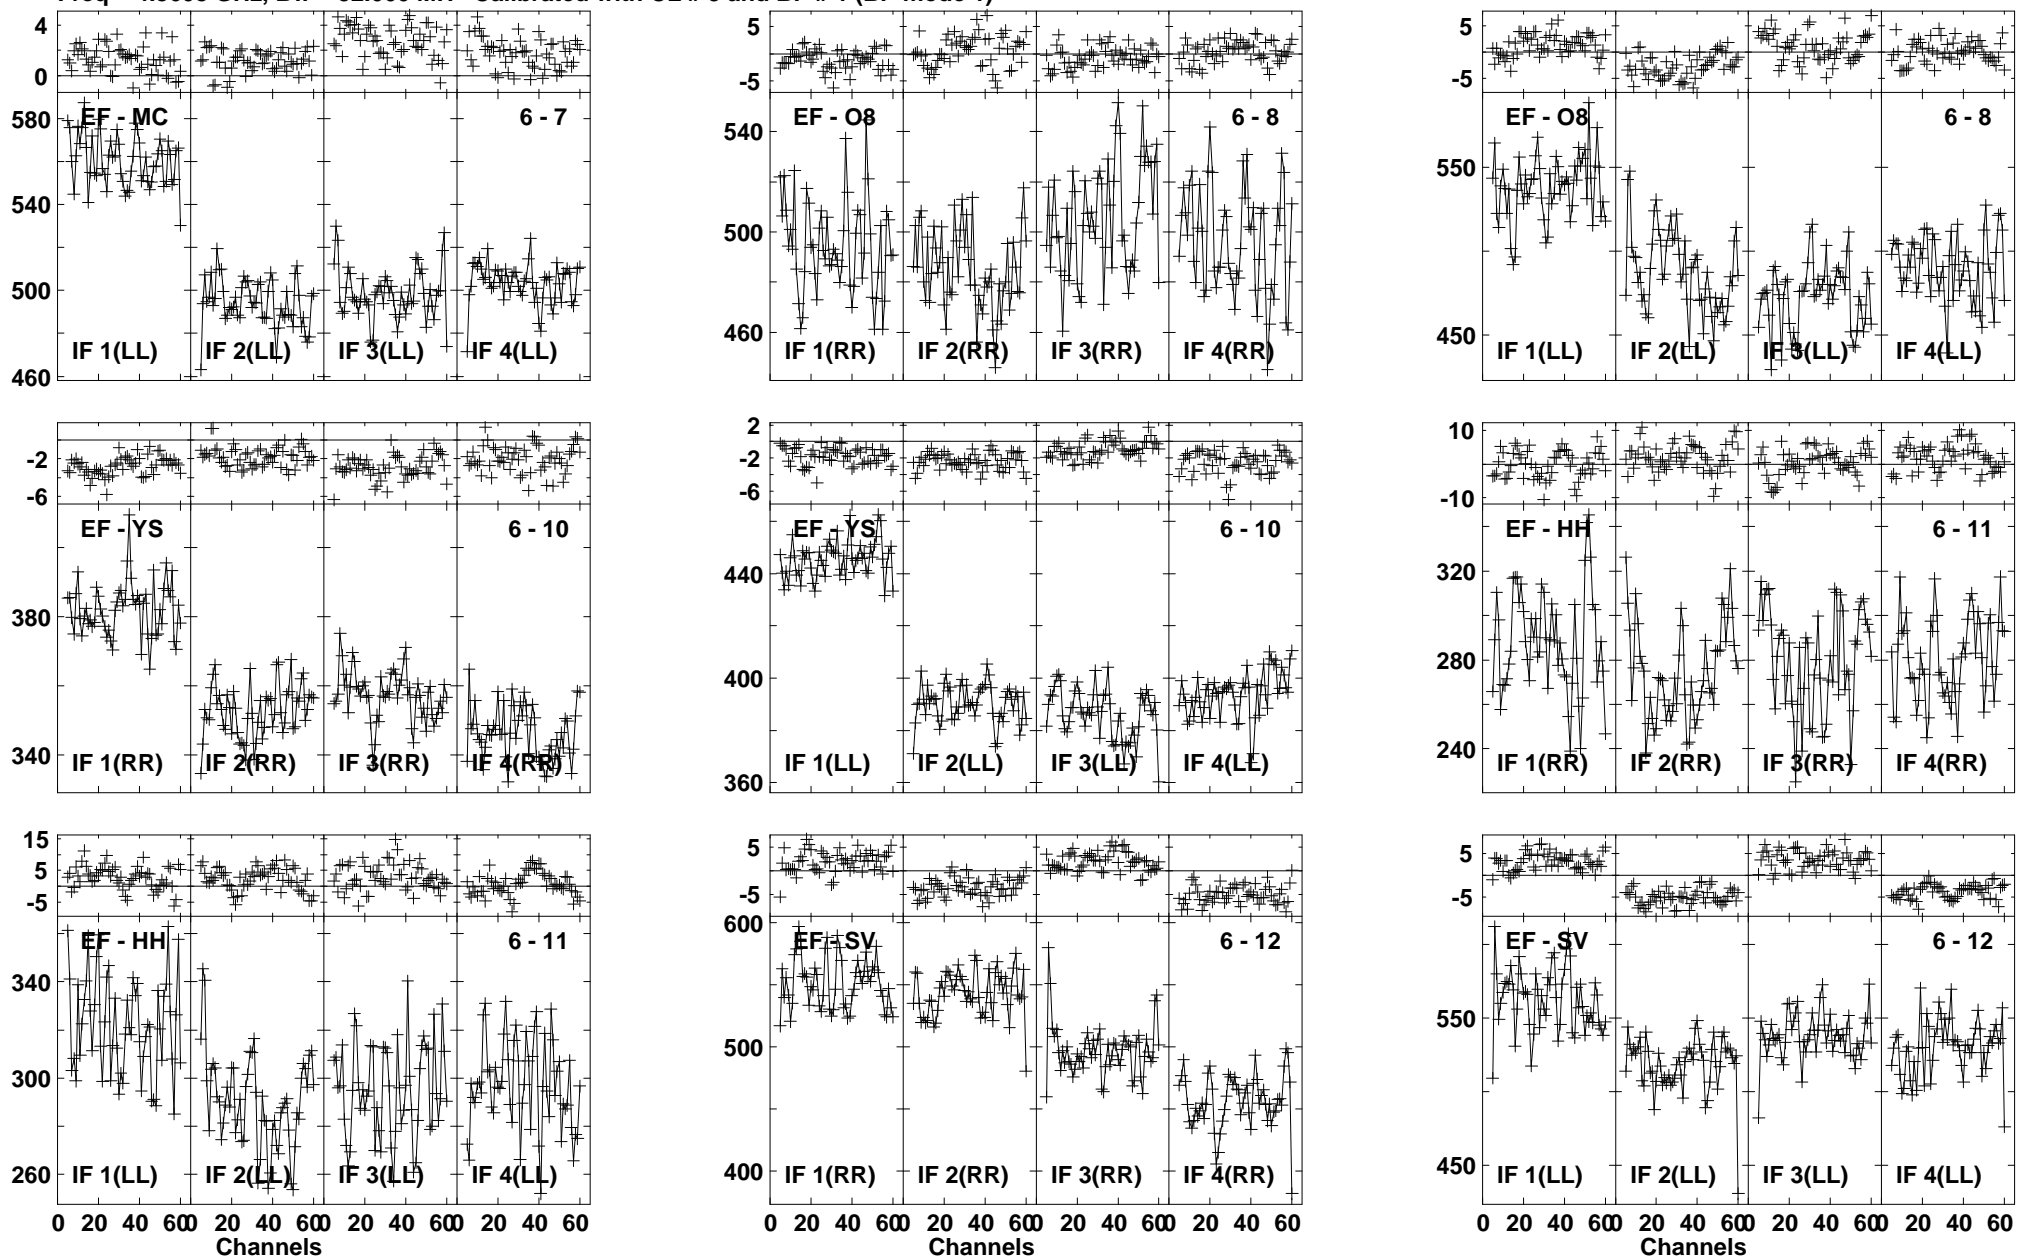 4 0 5 -5 5 -5
580 540 500 460 EF - MC 6 - 7 IF 1(LL) IF 2(LL) IF 3(LL) IF 4(LL)
540 500 460 EF - O8 6 - 8 IF 1(RR) IF 2(RR) IF 3(RR) IF 4(RR)
550 450 EF - O8 6 - 8 IF 1(LL) IF 2(LL) IF 3(LL) IF 4(LL)
-2 -6 2 -2 -6 10 -10
380 340 EF - YS 6 - 10 IF 1(RR) IF 2(RR) IF 3(RR) IF 4(RR)
440 400 360 EF - YS 6 - 10 IF 1(LL) IF 2(LL) IF 3(LL) IF 4(LL)
320 280 240 EF - HH 6 - 11 IF 1(RR) IF 2(RR) IF 3(RR) IF 4(RR)
15 5 -5 5 -5 5 -5
340 300 260 EF - HH 6 - 11 IF 1(LL) IF 2(LL) IF 3(LL) IF 4(LL)
600 500 400 EF - SV 6 - 12 IF 1(RR) IF 2(RR) IF 3(RR) IF 4(RR)
550 450 EF - SV 6 - 12 IF 1(LL) IF 2(LL) IF 3(LL) IF 4(LL)
0 20 40 60 0 20 40 60 0 20 40 60 0 20 40 60
Channels
0 20 40 60 0 20 40 60 0 20 40 60 0 20 40 60
Channels
0 20 40 60 0 20 40 60 0 20 40 60 0 20 40 60
Channels